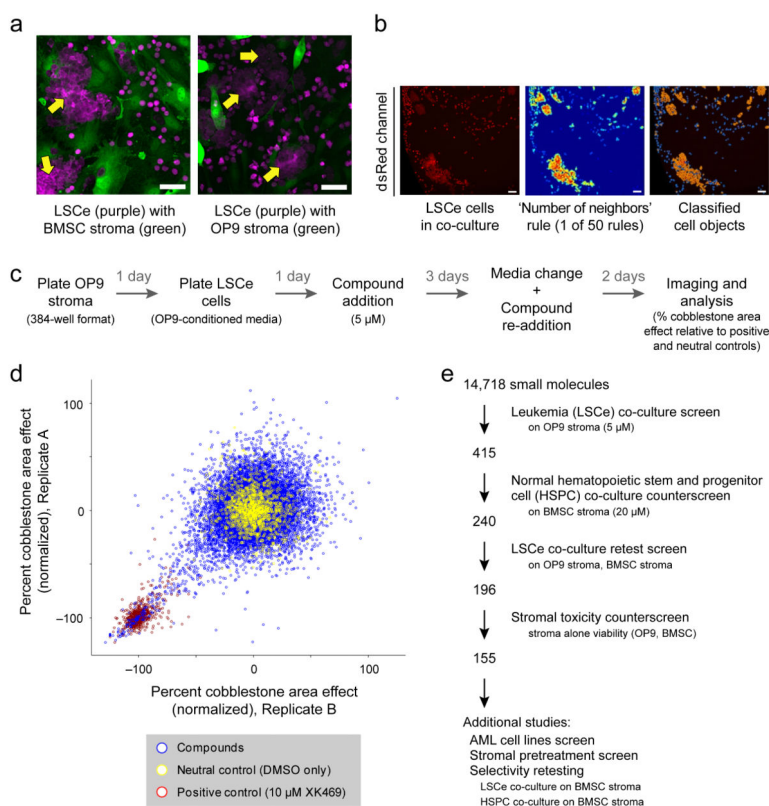 a
LSCe (purple) with
BMSC stroma (green)
LSCe (purple) with
OP9 stroma (green)
b
dsRed channel
LSCe cells
in co-culture
‘Number of neighbors’
rule (1 of 50 rules)
Classified
cell objects
c
Plate OP9
stroma
(384-well format)
1 day
Plate LSCe
cells
(OP9-conditioned media)
1 day
Compound
addition
(5 µM)
3 days
Media change
+
Compound
re-addition
2 days
Imaging and
analysis
(% cobblestone area
effect relative to positive
and neutral controls)
d
Percent cobblestone area effect
(normalized), Replicate A
100
0
−100
−100
0
100
Percent cobblestone area effect
(normalized), Replicate B
Compounds
Neutral control (DMSO only)
Positive control (10 µM XK469)
e
14,718 small molecules
Leukemia (LSCe) co-culture screen
on OP9 stroma (5 µM)
415
Normal hematopoietic stem and progenitor
cell (HSPC) co-culture counterscreen
on BMSC stroma (20 µM)
240
LSCe co-culture retest screen
on OP9 stroma, BMSC stroma
196
Stromal toxicity counterscreen
stroma alone viability (OP9, BMSC)
155
Additional studies:
AML cell lines screen
Stromal pretreatment screen
Selectivity retesting
LSCe co-culture on BMSC stroma
HSPC co-culture on BMSC stroma